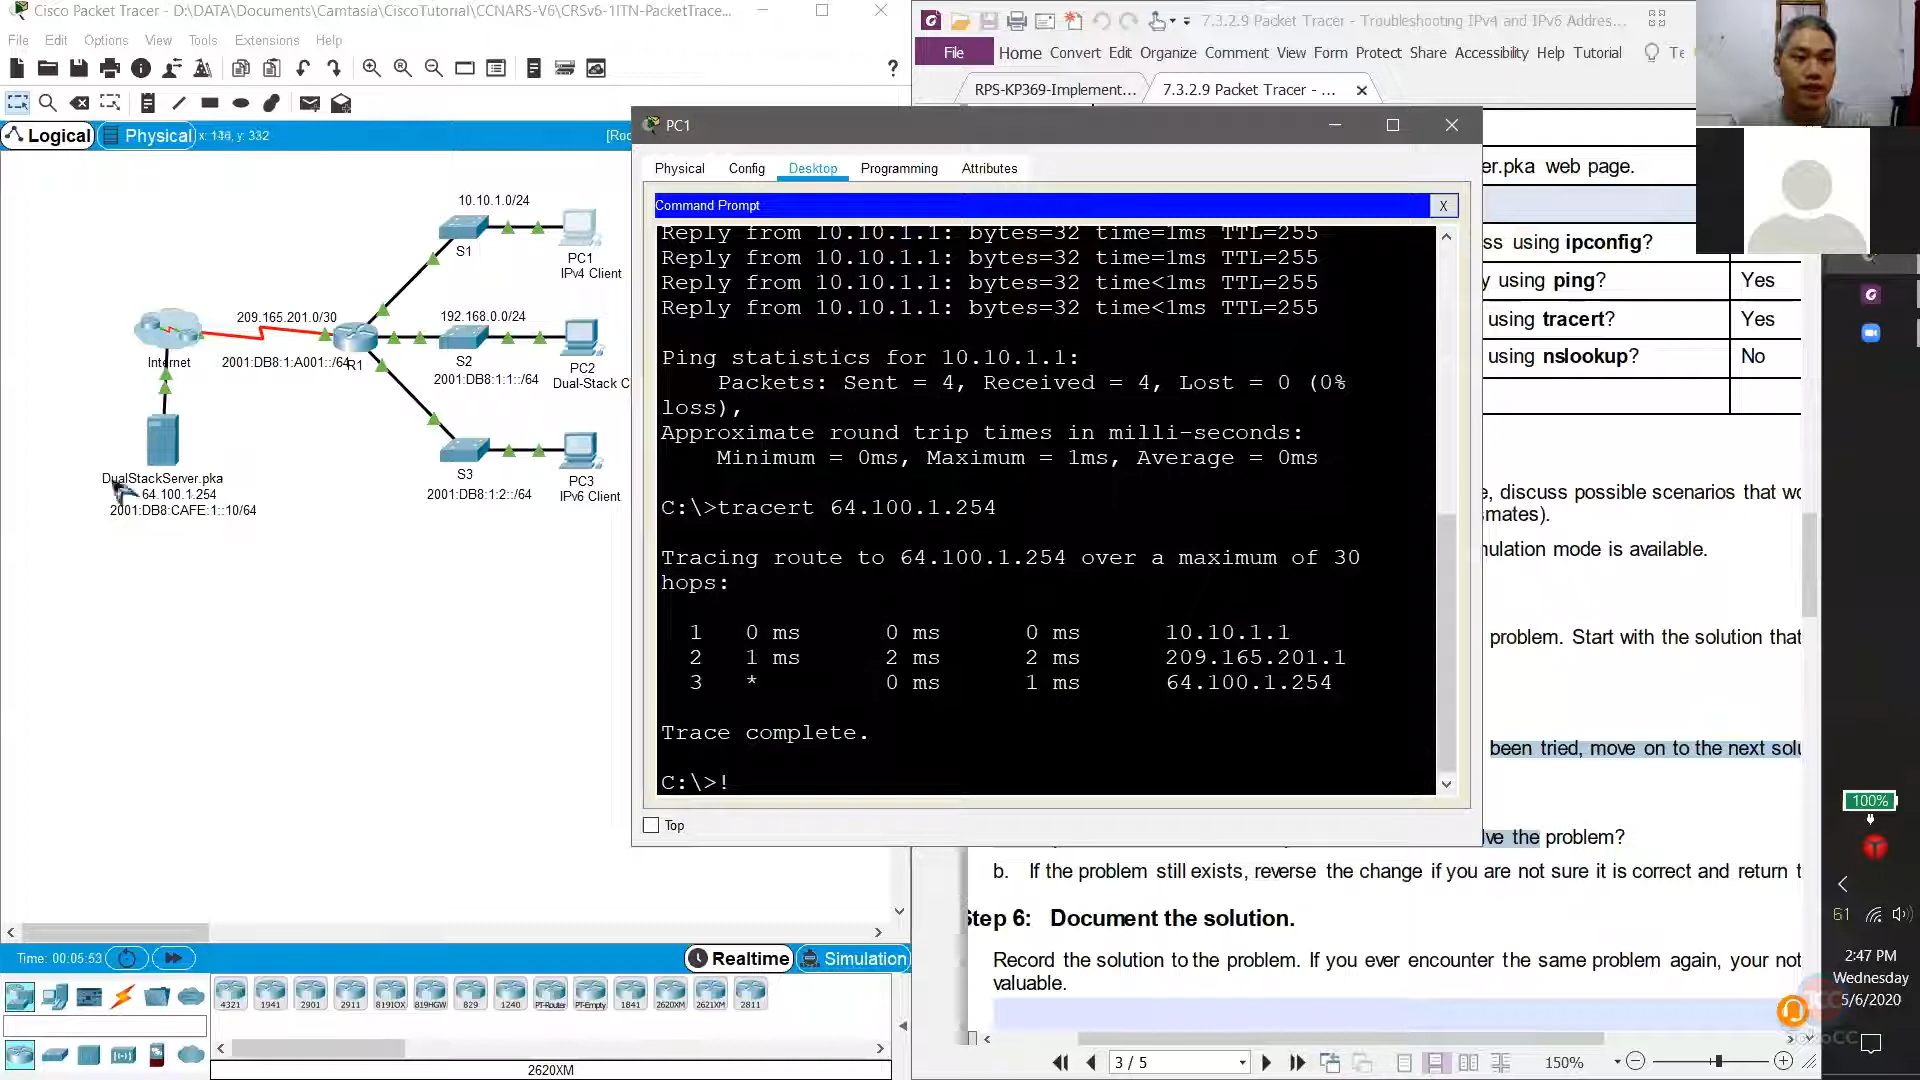 Cisco Packet Tracer - D:\DATA\Documents\Camtasia\CiscoTutorial\CCNARS-V6\CRSv6-1ITN-PacketTrace...
File Edit Options View Tools Extensions Help
?
Logical
Physical
x: 146, y: 332
[Roo
10.10.1.0/24
S1
PC1
IPv4 Client
209.165.201.0/30
192.168.0.0/24
Internet
2001:DB8:1:A001::/64
R1
S2
2001:DB8:1:1::/64
PC2
Dual-Stack C
DualStackServer.pka
64.100.1.254
2001:DB8:CAFE:1::10/64
S3
2001:DB8:1:2::/64
PC3
IPv6 Client
Time: 00:05:53
Realtime
Simulation
4321 1941 2901 2911 819IOX 819HGW 829 1240 PT-Router PT-Empty 1841 2620XM 2621XM 2811
2620XM
PC1
Physical Config Desktop Programming Attributes
Command Prompt
X
Reply from 10.10.1.1: bytes=32 time=1ms TTL=255
Reply from 10.10.1.1: bytes=32 time=1ms TTL=255
Reply from 10.10.1.1: bytes=32 time<1ms TTL=255
Reply from 10.10.1.1: bytes=32 time<1ms TTL=255
Ping statistics for 10.10.1.1:
Packets: Sent = 4, Received = 4, Lost = 0 (0%
loss),
Approximate round trip times in milli-seconds:
Minimum = 0ms, Maximum = 1ms, Average = 0ms
C:\>tracert 64.100.1.254
Tracing route to 64.100.1.254 over a maximum of 30
hops:
1 0 ms 0 ms 0 ms 10.10.1.1
2 1 ms 2 ms 2 ms 209.165.201.1
3 * 0 ms 1 ms 64.100.1.254
Trace complete.
C:\>!
Top
7.3.2.9 Packet Tracer - Troubleshooting IPv4 and IPv6 Addres...
File Home Convert Edit Organize Comment View Form Protect Share Accessibility Help Tutorial
Te
RPS-KP369-Implement...
7.3.2.9 Packet Tracer - ...
er.pka web page.
ss using ipconfig?
y using ping? Yes
using tracert? Yes
using nslookup? No
e, discuss possible scenarios that wo
smates).
mulation mode is available.
problem. Start with the solution that
been tried, move on to the next solu
lve the problem?
b. If the problem still exists, reverse the change if you are not sure it is correct and return t
Step 6: Document the solution.
Record the solution to the problem. If you ever encounter the same problem again, your not
valuable.
3 / 5
150%
100%
61
2:47 PM
Wednesday
5/6/2020